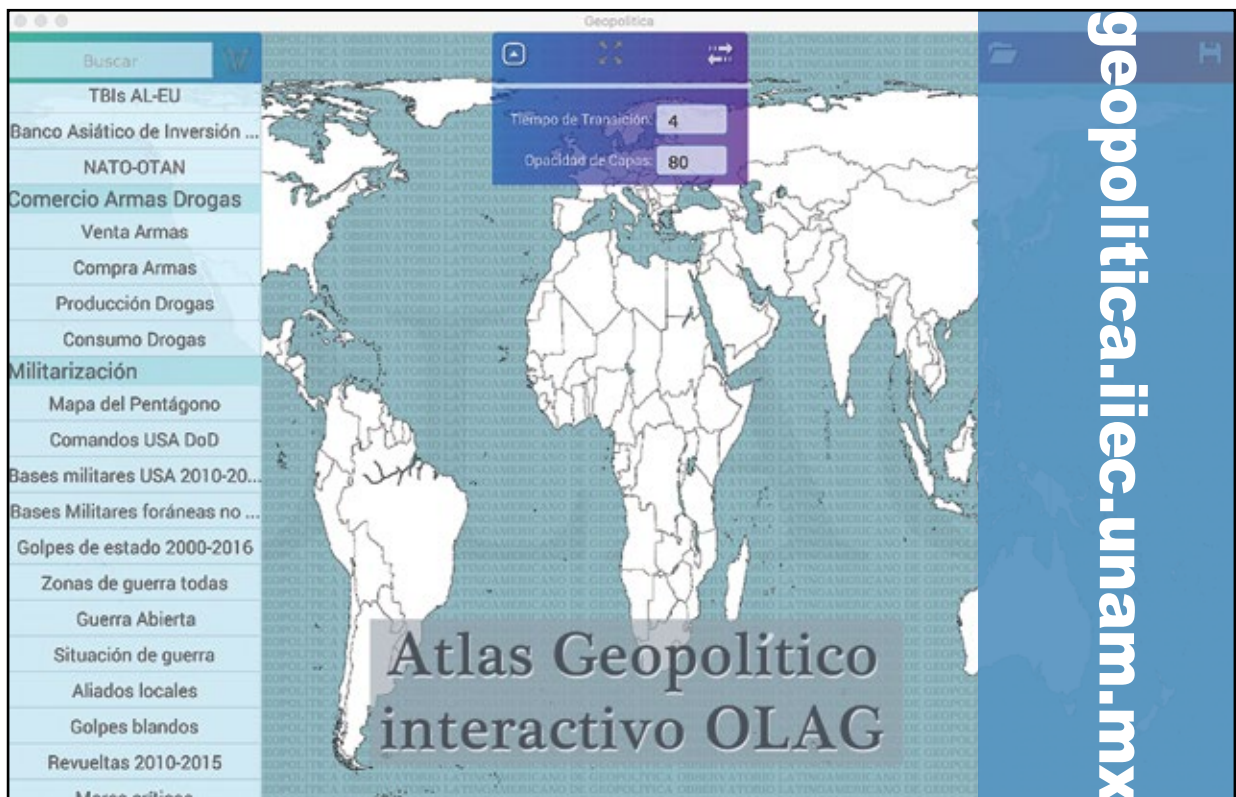 Geopolítica
Buscar
TBIs AL-EU
Banco Asiático de Inversión ...
NATO-OTAN
Comercio Armas Drogas
Venta Armas
Compra Armas
Producción Drogas
Consumo Drogas
Militarización
Mapa del Pentágono
Comandos USA DoD
Bases militares USA 2010-20...
Bases Militares foráneas no ...
Golpes de estado 2000-2016
Zonas de guerra todas
Guerra Abierta
Situación de guerra
Aliados locales
Golpes blandos
Revueltas 2010-2015
Tiempo de Transición: 4
Opacidad de Capas: 80
Atlas Geopolítico
interactivo OLAG
geopolitica.iiec.unam.mx